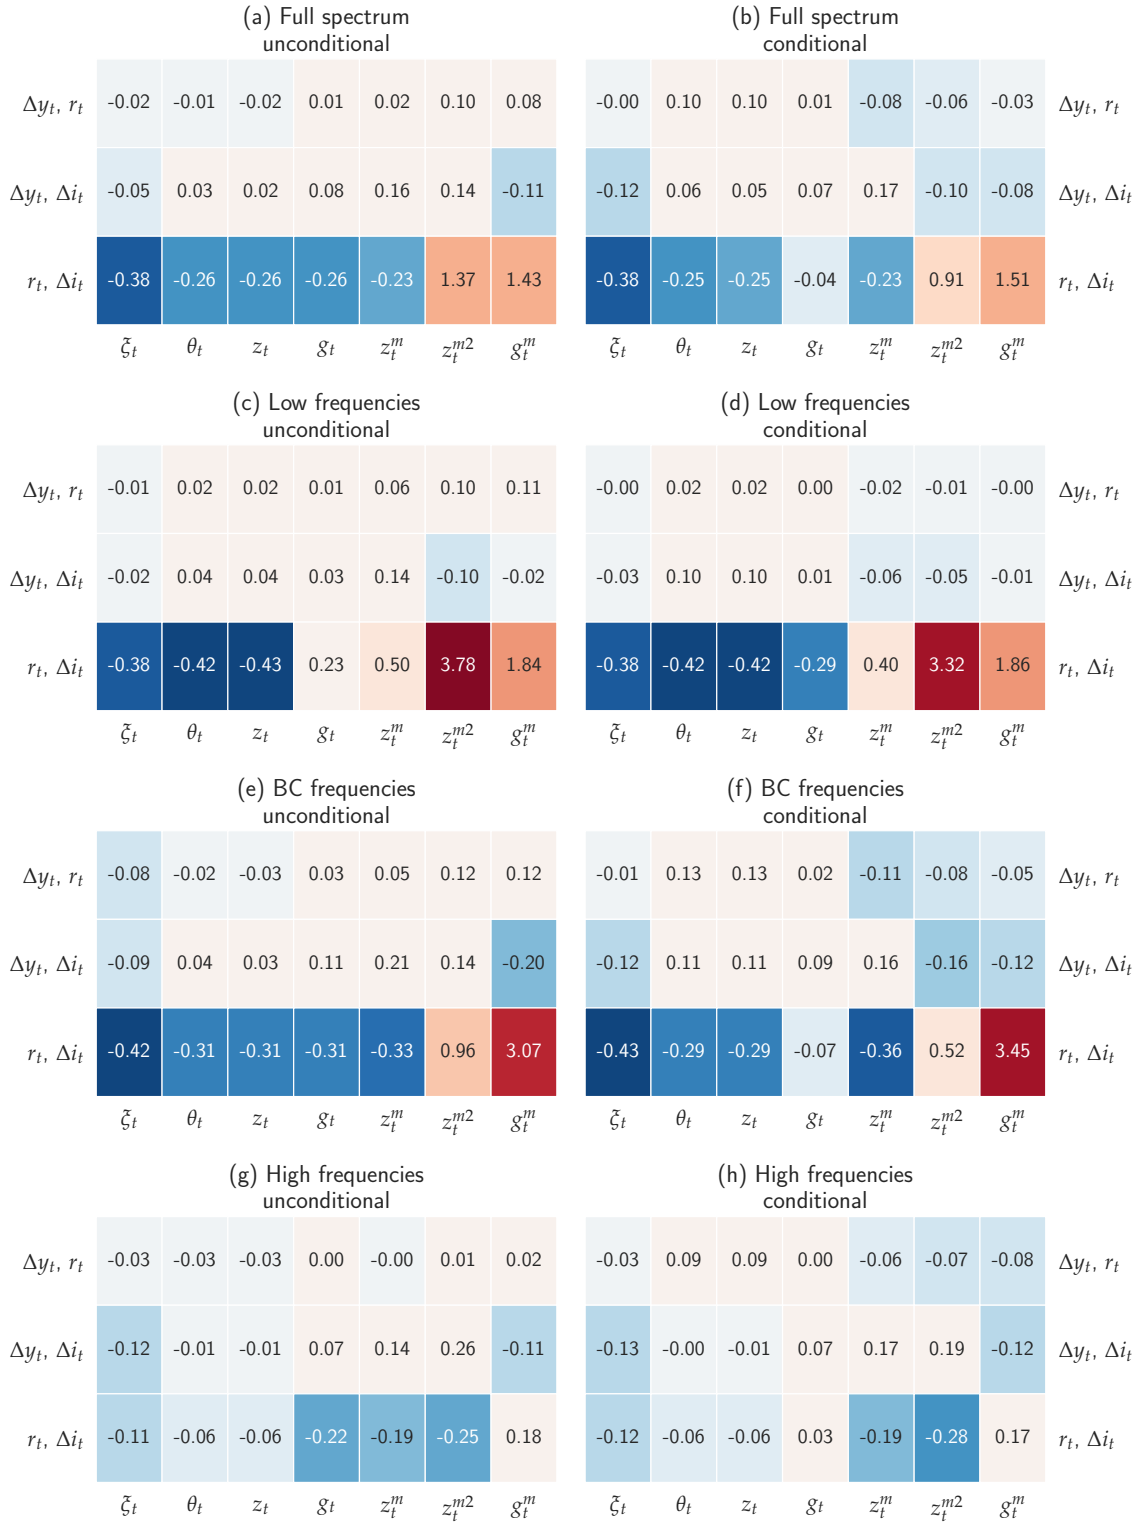 (a) Full spectrum (b) Full spectrum
unconditional conditional
Δy_t, r_t -0.02 -0.01 -0.02 0.01 0.02 0.10 0.08 -0.00 0.10 0.10 0.01 -0.08 -0.06 -0.03 Δy_t, r_t
Δy_t, Δi_t -0.05 0.03 0.02 0.08 0.16 0.14 -0.11 -0.12 0.06 0.05 0.07 0.17 -0.10 -0.08 Δy_t, Δi_t
r_t, Δi_t -0.38 -0.26 -0.26 -0.26 -0.23 1.37 1.43 -0.38 -0.25 -0.25 -0.04 -0.23 0.91 1.51 r_t, Δi_t
ξ_t θ_t z_t g_t z_t^m z_t^{m2} g_t^m ξ_t θ_t z_t g_t z_t^m z_t^{m2} g_t^m
(c) Low frequencies (d) Low frequencies
unconditional conditional
Δy_t, r_t -0.01 0.02 0.02 0.01 0.06 0.10 0.11 -0.00 0.02 0.02 0.00 -0.02 -0.01 -0.00 Δy_t, r_t
Δy_t, Δi_t -0.02 0.04 0.04 0.03 0.14 -0.10 -0.02 -0.03 0.10 0.10 0.01 -0.06 -0.05 -0.01 Δy_t, Δi_t
r_t, Δi_t -0.38 -0.42 -0.43 0.23 0.50 3.78 1.84 -0.38 -0.42 -0.42 -0.29 0.40 3.32 1.86 r_t, Δi_t
ξ_t θ_t z_t g_t z_t^m z_t^{m2} g_t^m ξ_t θ_t z_t g_t z_t^m z_t^{m2} g_t^m
(e) BC frequencies (f) BC frequencies
unconditional conditional
Δy_t, r_t -0.08 -0.02 -0.03 0.03 0.05 0.12 0.12 -0.01 0.13 0.13 0.02 -0.11 -0.08 -0.05 Δy_t, r_t
Δy_t, Δi_t -0.09 0.04 0.03 0.11 0.21 0.14 -0.20 -0.12 0.11 0.11 0.09 0.16 -0.16 -0.12 Δy_t, Δi_t
r_t, Δi_t -0.42 -0.31 -0.31 -0.31 -0.33 0.96 3.07 -0.43 -0.29 -0.29 -0.07 -0.36 0.52 3.45 r_t, Δi_t
ξ_t θ_t z_t g_t z_t^m z_t^{m2} g_t^m ξ_t θ_t z_t g_t z_t^m z_t^{m2} g_t^m
(g) High frequencies (h) High frequencies
unconditional conditional
Δy_t, r_t -0.03 -0.03 -0.03 0.00 -0.00 0.01 0.02 -0.03 0.09 0.09 0.00 -0.06 -0.07 -0.08 Δy_t, r_t
Δy_t, Δi_t -0.12 -0.01 -0.01 0.07 0.14 0.26 -0.11 -0.13 -0.00 -0.01 0.07 0.17 0.19 -0.12 Δy_t, Δi_t
r_t, Δi_t -0.11 -0.06 -0.06 -0.22 -0.19 -0.25 0.18 -0.12 -0.06 -0.06 0.03 -0.19 -0.28 0.17 r_t, Δi_t
ξ_t θ_t z_t g_t z_t^m z_t^{m2} g_t^m ξ_t θ_t z_t g_t z_t^m z_t^{m2} g_t^m